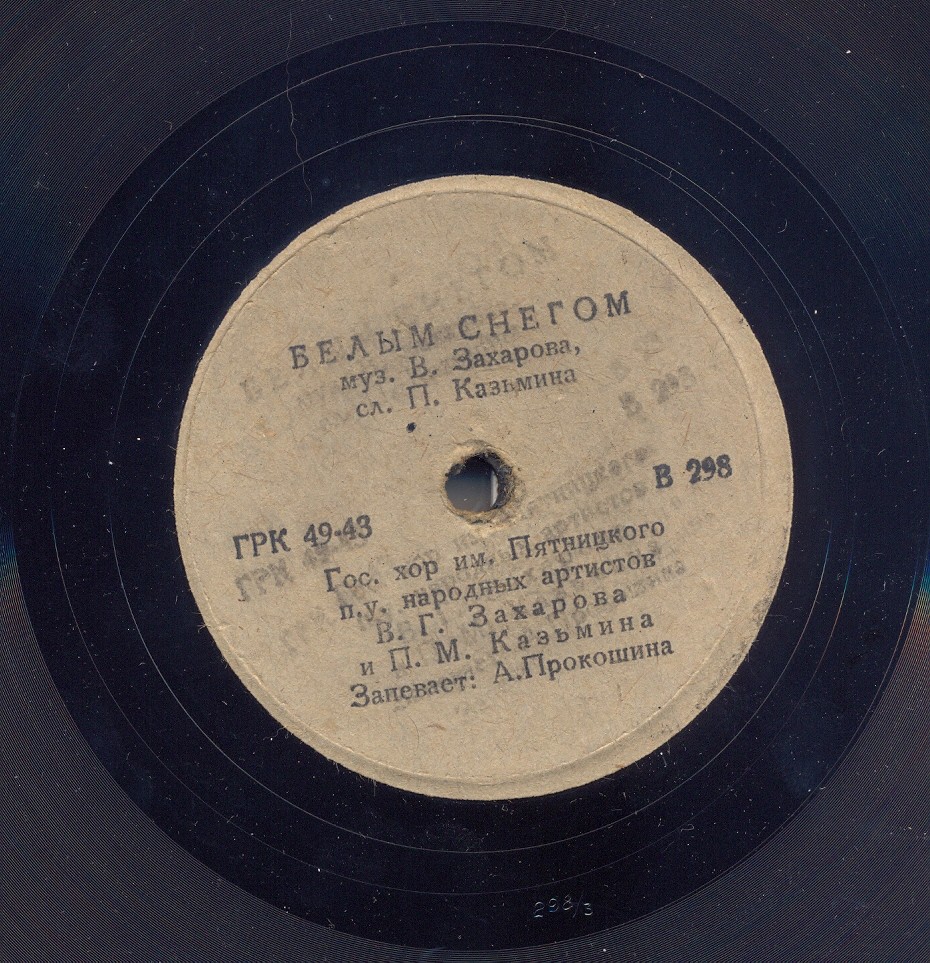 БЕЛЫМ СНЕГОМ
муз. В. Захарова,
сл. П. Казьмина
В 298
ГРК 49-43
Гос. хор им. Пятницкого
п.у. народных артистов
В. Г. Захарова
и П. М. Казьмина
Запевает: А.Прокошина
298/3